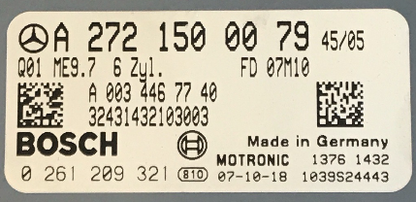 A 272 150 00 79 45/05
Q01 ME9.7 6 Zyl. FD 07M10
A 003 446 77 40
32431432103003
BOSCH Made in Germany
MOTRONIC 1376 1432
0 261 209 321 810 07-10-18 1039S24443